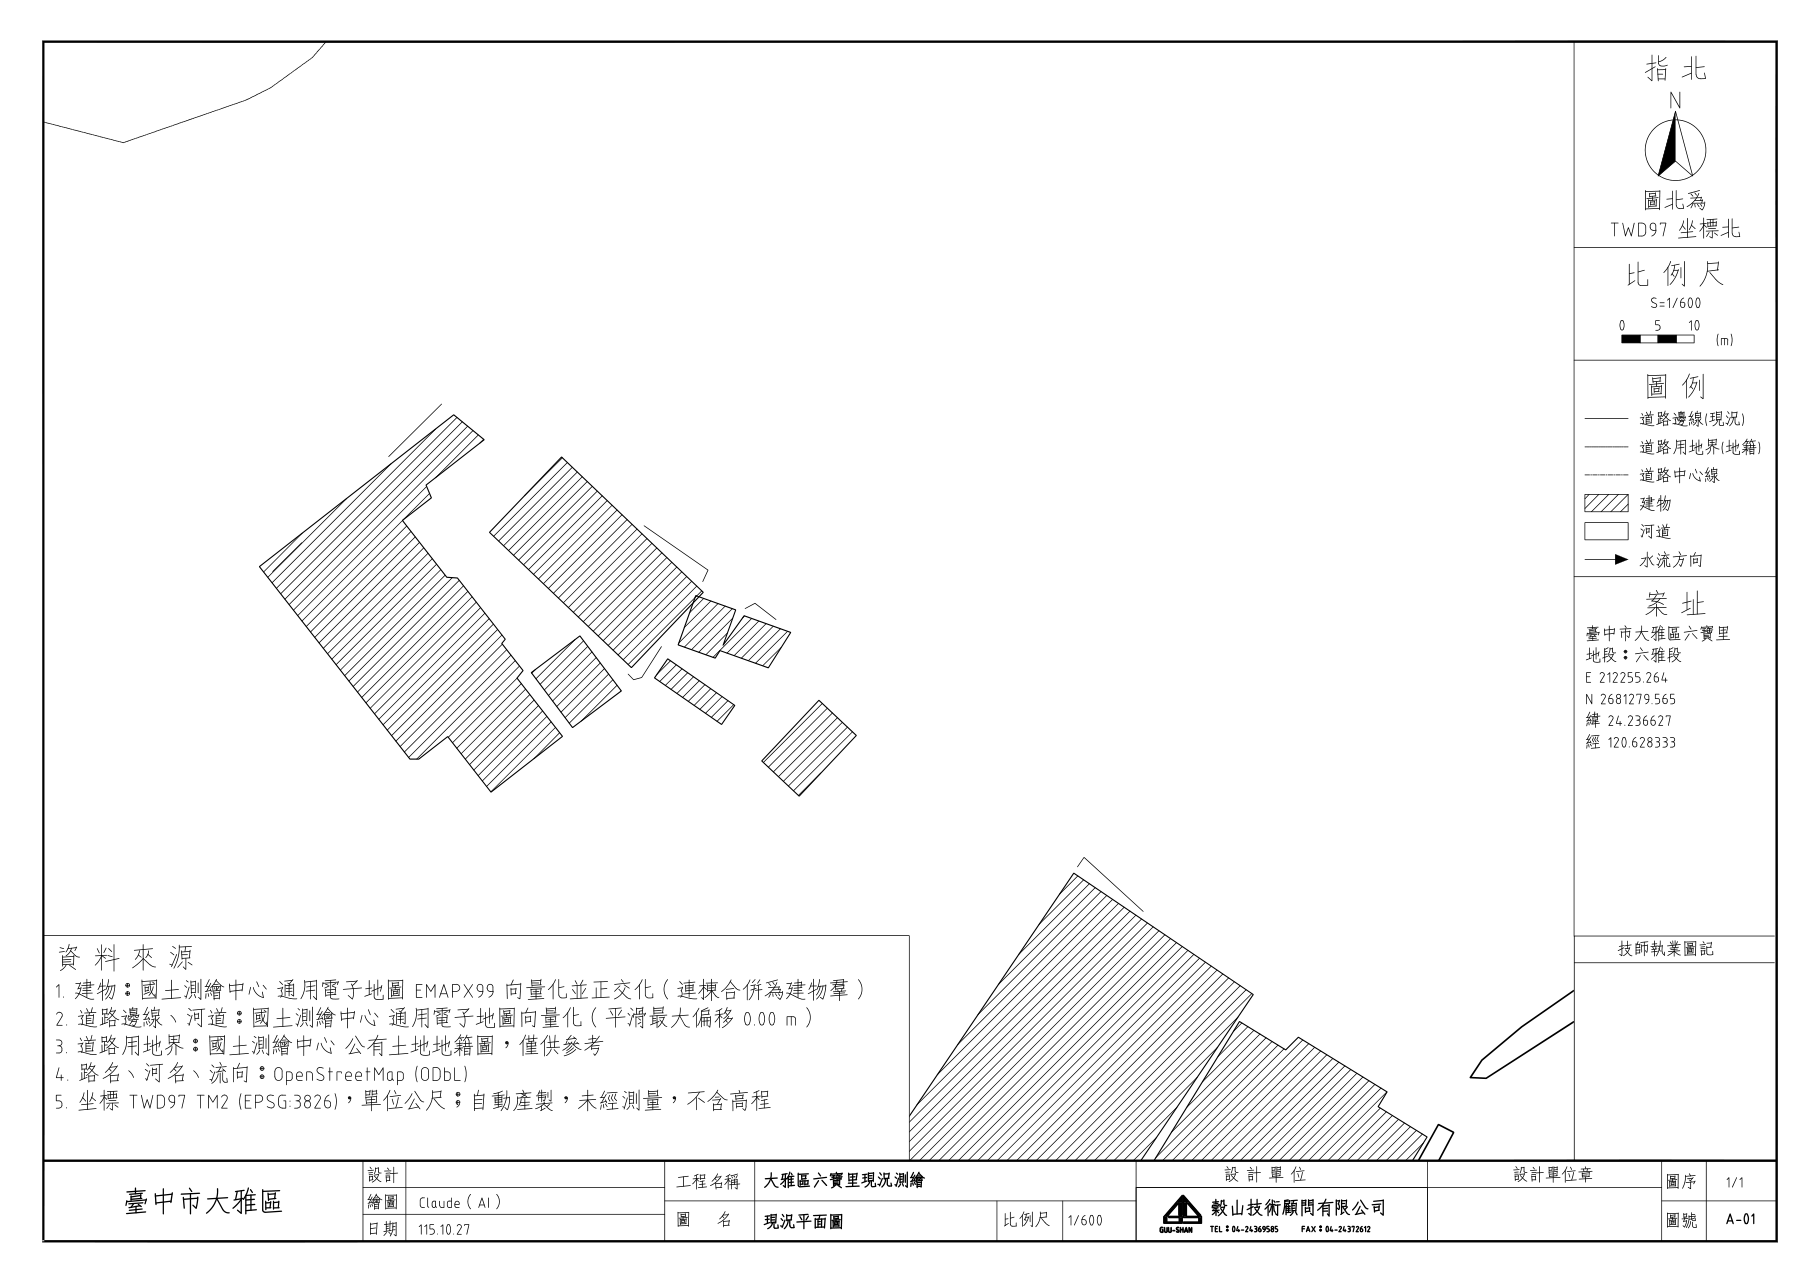 指 北
N
圖北為
TWD97 坐標北
比 例 尺
S=1/600
0 5 10
(m)
圖 例
道路邊線(現況)
道路用地界(地籍)
道路中心線
建物
河道
水流方向
案 址
臺中市大雅區六寶里
地段：六雅段
E 212255.264
N 2681279.565
緯 24.236627
經 120.628333
技師執業圖記
資 料 來 源
1. 建物：國土測繪中心 通用電子地圖 EMAPX99 向量化並正交化（連棟合併為建物羣）
2. 道路邊線、河道：國土測繪中心 通用電子地圖向量化（平滑最大偏移 0.00 m）
3. 道路用地界：國土測繪中心 公有土地地籍圖，僅供參考
4. 路名、河名、流向：OpenStreetMap (ODbL)
5. 坐標 TWD97 TM2 (EPSG:3826)，單位公尺；自動產製，未經測量，不含高程
臺中市大雅區
設計
繪圖 Claude（AI）
日期 115.10.27
工程名稱 大雅區六寶里現況測繪
圖 名 現況平面圖
比例尺 1/600
設 計 單 位
GUU-SHAN
穀山技術顧問有限公司
TEL：04-24369585 FAX：04-24372612
設計單位章
圖序 1/1
圖號 A-01